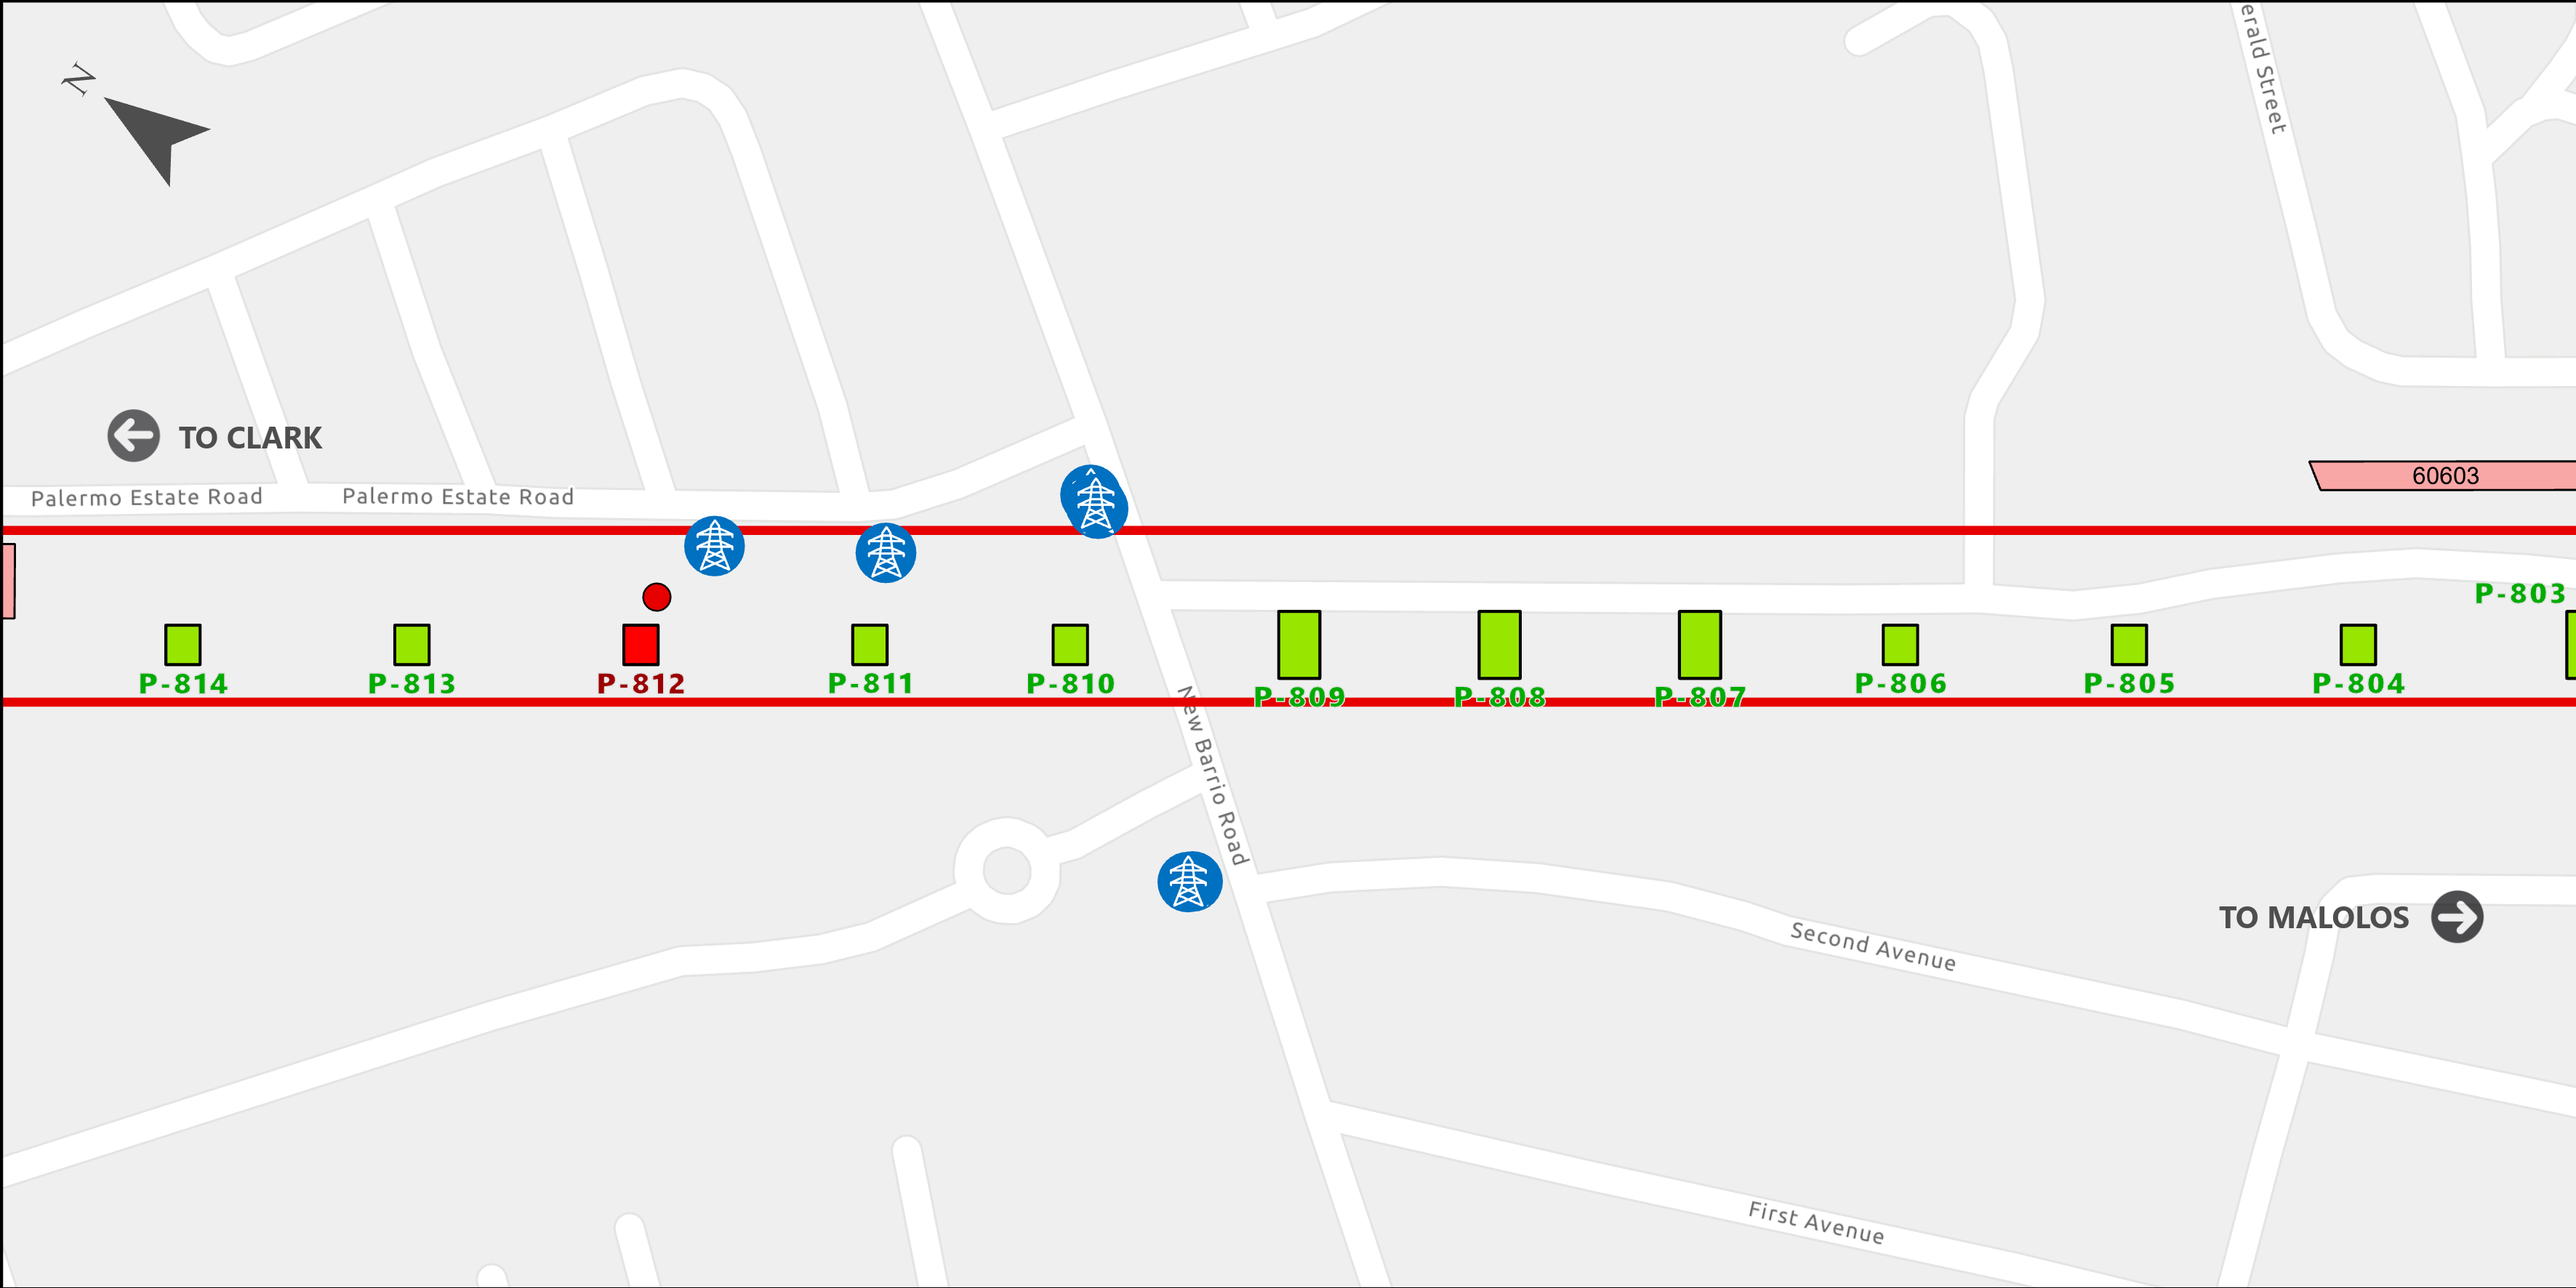 erald Street
N
TO CLARK
60603
Palermo Estate Road
Palermo Estate Road
P-803
P-814
P-813
P-812
P-811
P-810
P-809
P-808
P-807
P-806
P-805
P-804
New Barrio Road
TO MALOLOS
Second Avenue
First Avenue